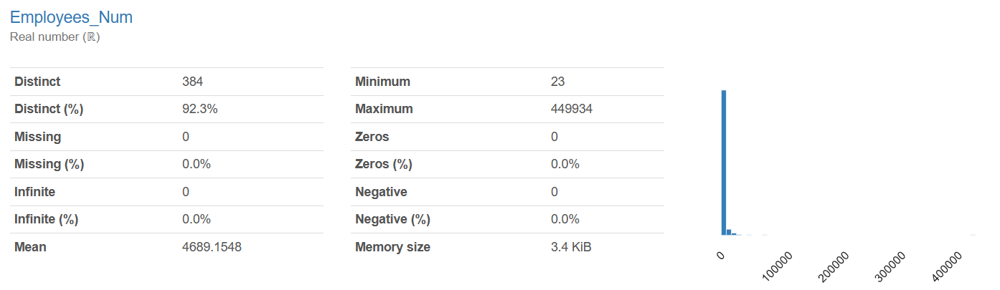 Employees_Num
Real number (ℝ)
Distinct 384
Distinct (%) 92.3%
Missing 0
Missing (%) 0.0%
Infinite 0
Infinite (%) 0.0%
Mean 4689.1548
Minimum 23
Maximum 449934
Zeros 0
Zeros (%) 0.0%
Negative 0
Negative (%) 0.0%
Memory size 3.4 KiB
0
100000
200000
300000
400000